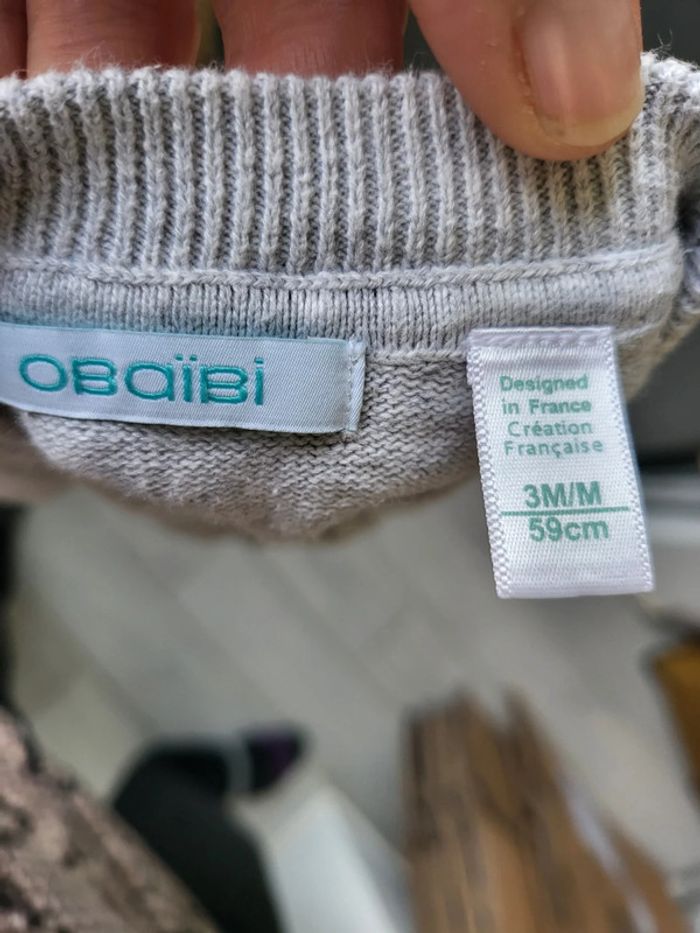 OBaïBi
Designed
in France
Création
Française
3M/M
59cm